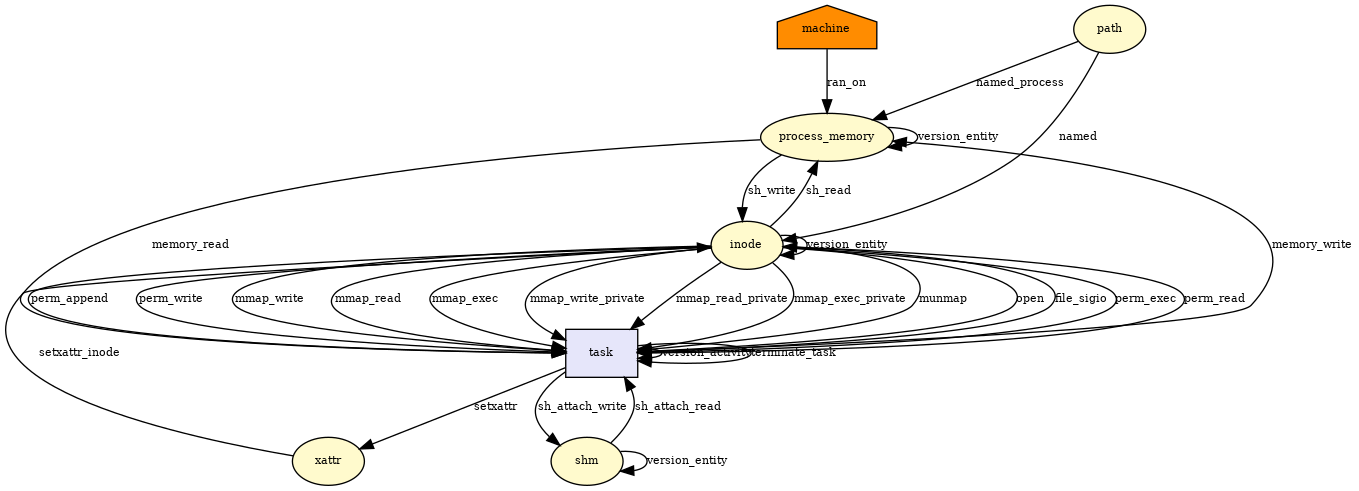 machine
path
ran_on
named_process
process_memory
version_entity
named
sh_write
sh_read
memory_read
inode
version_entity
memory_write
perm_append
perm_write
mmap_write
mmap_read
mmap_exec
mmap_write_private
mmap_read_private
mmap_exec_private
munmap
open
file_sigio
perm_exec
perm_read
setxattr_inode
task
version_activity
terminate_task
setxattr
sh_attach_write
sh_attach_read
xattr
shm
version_entity